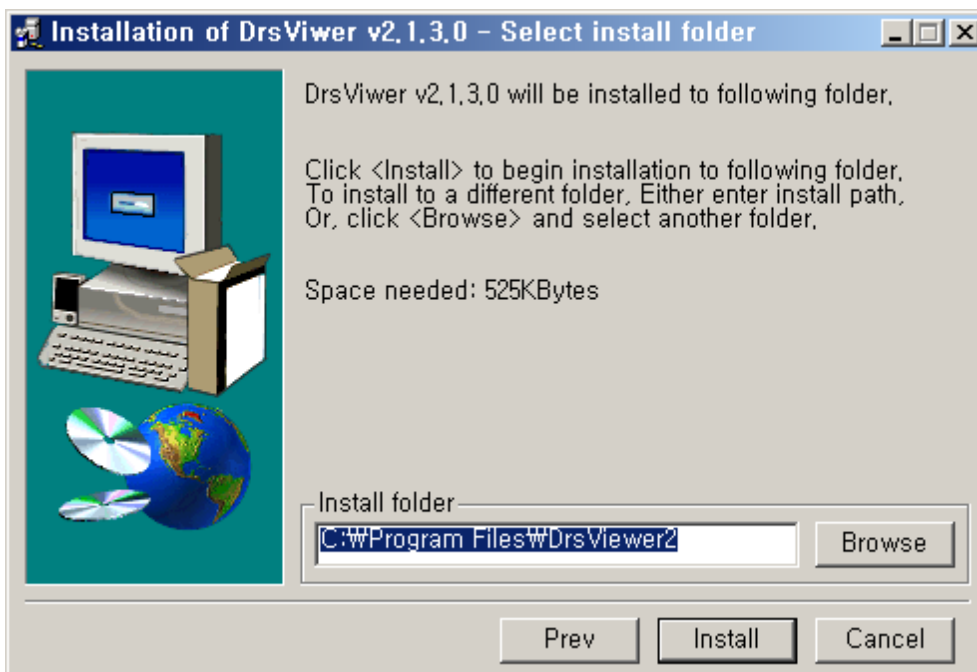 Installation of DrsViwer v2,1,3,0 - Select install folder
DrsViwer v2,1,3,0 will be installed to following folder,
Click <Install> to begin installation to following folder,
To install to a different folder, Either enter install path,
Or, click <Browse> and select another folder,
Space needed: 525KBytes
Install folder
C:₩Program Files₩DrsViewer2
Browse
Prev
Install
Cancel